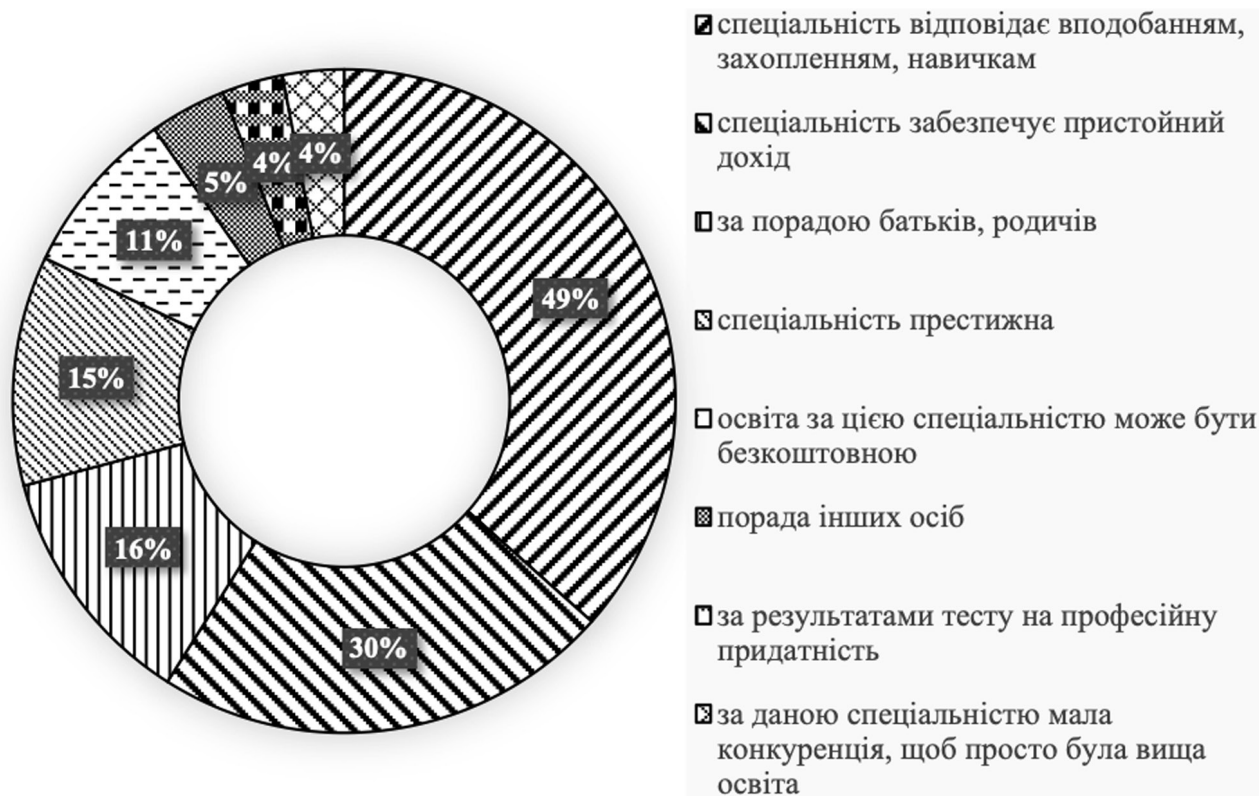 49%
30%
16%
15%
11%
5%
4%
4%
спеціальність відповідає вподобанням,
захопленням, навичкам
спеціальність забезпечує пристойний
дохід
за порадою батьків, родичів
спеціальність престижна
освіта за цією спеціальністю може бути
безкоштовною
порада інших осіб
за результатами тесту на професійну
придатність
за даною спеціальністю мала
конкуренція, щоб просто була вища
освіта